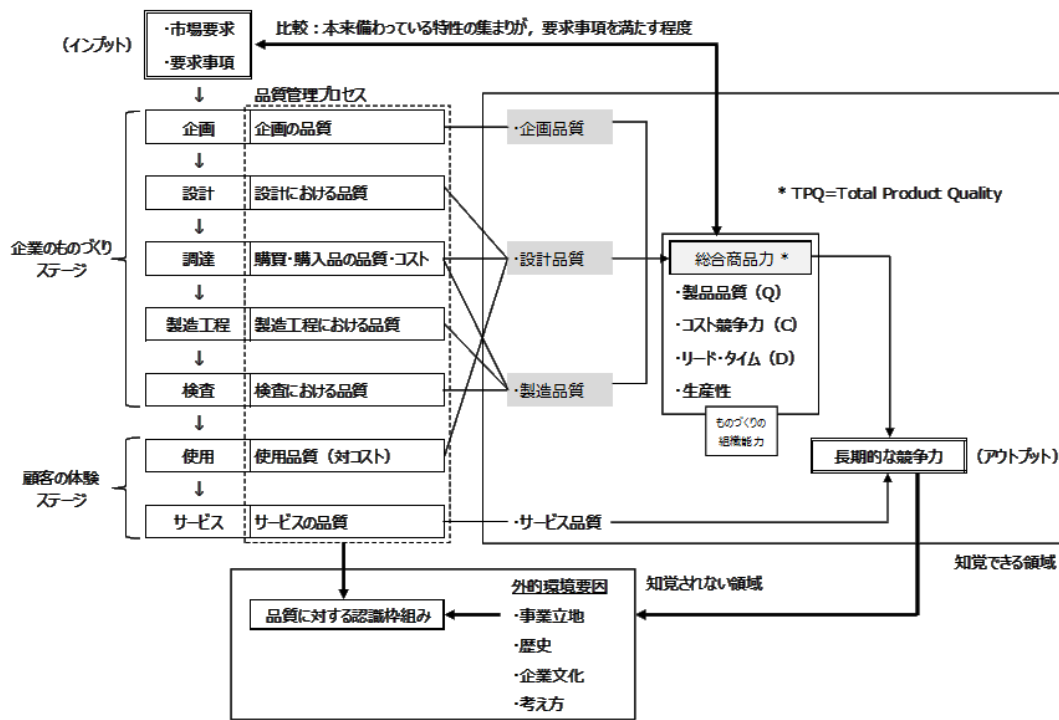 ・市場要求
・要求事項
(インプット)
比較：本来備わっている特性の集まりが，要求事項を満たす程度
↓
品質管理プロセス
企画
企画の品質
・企画品質
↓
設計
設計における品質
* TPQ=Total Product Quality
↓
企業のものづくり
ステージ
調達
購買・購入品の品質・コスト
・設計品質
総合商品力 *
・製品品質 (Q)
・コスト競争力 (C)
・リード・タイム (D)
・生産性
ものづくりの
組織能力
↓
製造工程
製造工程における品質
↓
検査
検査における品質
・製造品質
↓
顧客の体験
ステージ
使用
使用品質 (対コスト)
長期的な競争力
(アウトプット)
↓
サービス
サービスの品質
・サービス品質
知覚できる領域
知覚されない領域
外的環境要因
品質に対する認識枠組み
・事業立地
・歴史
・企業文化
・考え方